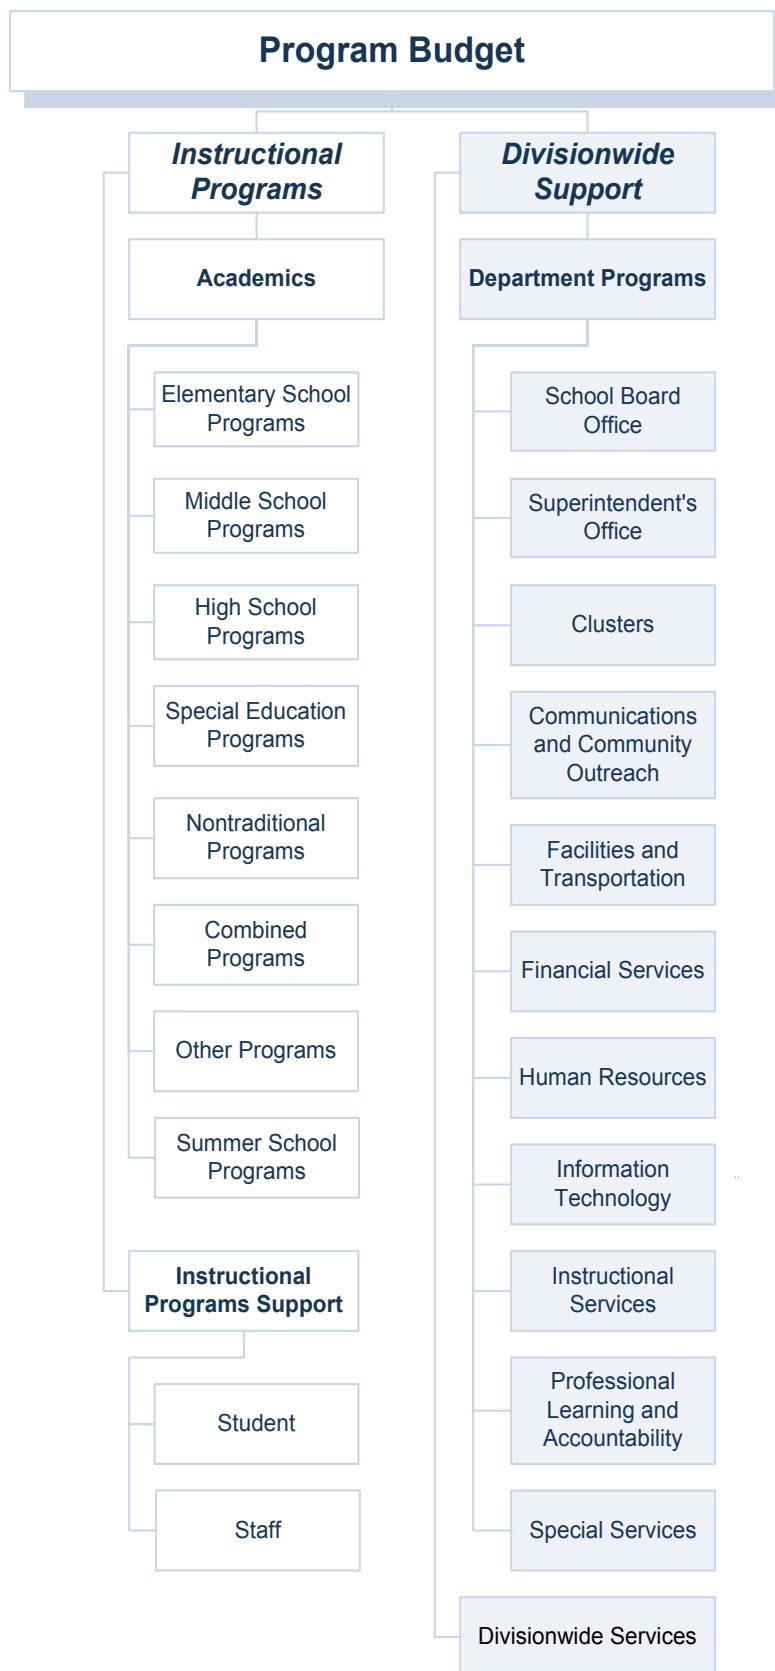 Program Budget
Instructional
Programs
Academics
Elementary School
Programs
Middle School
Programs
High School
Programs
Special Education
Programs
Nontraditional
Programs
Combined
Programs
Other Programs
Summer School
Programs
Instructional
Programs Support
Student
Staff
Divisionwide
Support
Department Programs
School Board
Office
Superintendent's
Office
Clusters
Communications
and Community
Outreach
Facilities and
Transportation
Financial Services
Human Resources
Information
Technology
..
Instructional
Services
Professional
Learning and
Accountability
Special Services
Divisionwide Services